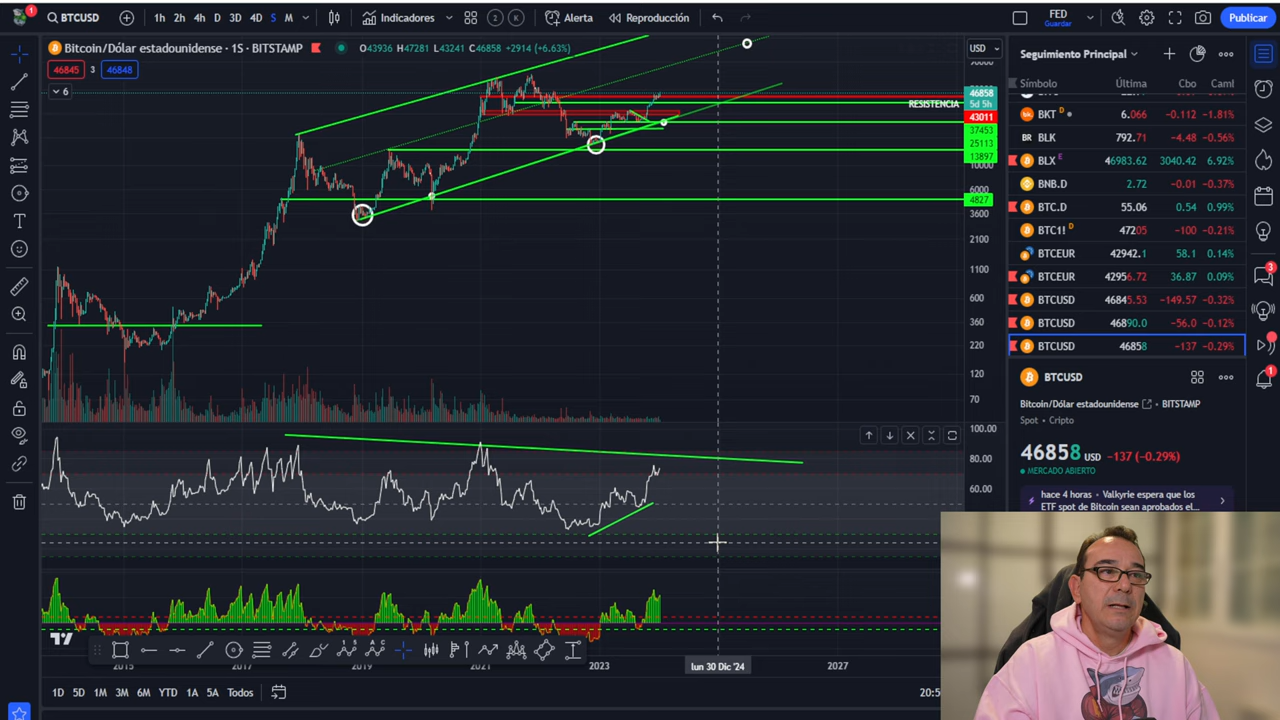 BTCUSD
1h 2h 4h D 3D 4D S M
Indicadores
2
K
Alerta
Reproducción
FED
Guardar
Publicar
Bitcoin/Dólar estadounidense · 1S · BITSTAMP
O43936 H47281 L43241 C46858 +2914 (+6.63%)
46845 3 46848
6
USD
46858
5d 5h
RESISTENCIA
43011
37453
25113
13897
10000
6000
4827
3600
2100
1100
600
360
220
120
70
100.00
80.00
60.00
2015 2017 2019 2021 2023 lun 30 Dic '24 2027
1D 5D 1M 3M 6M YTD 1A 5A Todos
Seguimiento Principal
Símbolo Última Cbo Caml
BKT D 6.066 -0.112 -1.81%
BLK 792.71 -4.48 -0.56%
BLX E 46983.62 3040.42 6.92%
BNB.D 2.72 -0.01 -0.37%
BTC.D 55.06 0.54 0.99%
BTC1! D 47205 -100 -0.21%
BTCEUR 42942.1 58.1 0.14%
BTCEUR 42956.72 36.87 0.09%
BTCUSD 46845.53 -149.57 -0.32%
BTCUSD 46890.0 -56.0 -0.12%
BTCUSD 46858 -137 -0.29%
BTCUSD
Bitcoin/Dólar estadounidense · BITSTAMP
Spot · Cripto
46858 USD -137 (-0.29%)
MERCADO ABIERTO
hace 4 horas · Valkyrie espera que los
ETF spot de Bitcoin sean aprobados el...